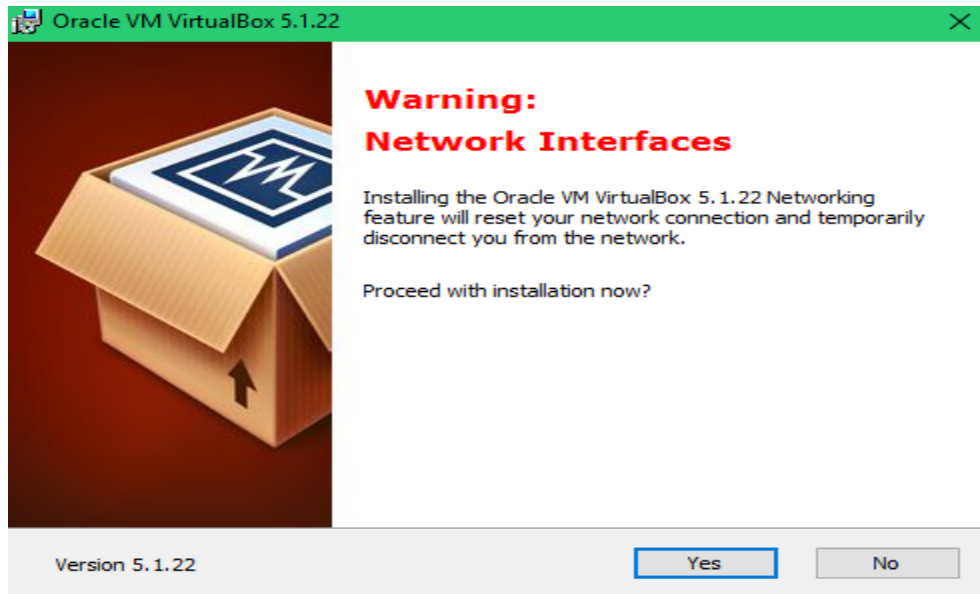 Oracle VM VirtualBox 5.1.22
Warning:
Network Interfaces
Installing the Oracle VM VirtualBox 5.1.22 Networking
feature will reset your network connection and temporarily
disconnect you from the network.
Proceed with installation now?
Version 5.1.22
Yes
No